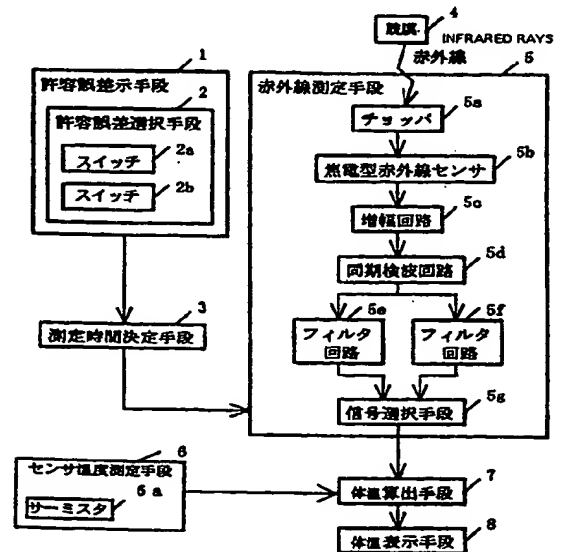 4
鼓膜
INFRARED RAYS
赤外線
1
許容誤差示手段
2
許容誤差選択手段
2a
スイッチ
2b
スイッチ
3
測定時間決定手段
5
赤外線測定手段
5a
チョッパ
5b
焦電型赤外線センサ
5c
増幅回路
5d
同期検波回路
5e
フィルタ
回路
5f
フィルタ
回路
5g
信号選択手段
6
センサ温度測定手段
6a
サーミスタ
7
体温算出手段
8
体温表示手段